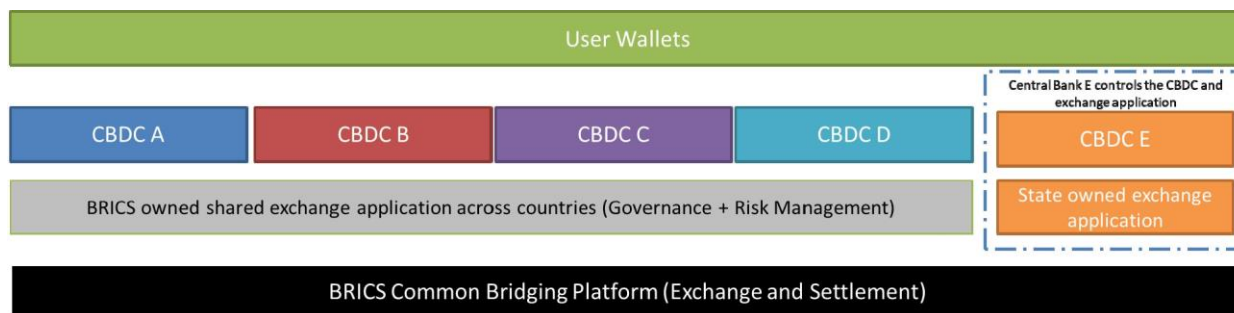 User Wallets
Central Bank E controls the CBDC and
exchange application
CBDC A
CBDC B
CBDC C
CBDC D
CBDC E
BRICS owned shared exchange application across countries (Governance + Risk Management)
State owned exchange
application
BRICS Common Bridging Platform (Exchange and Settlement)